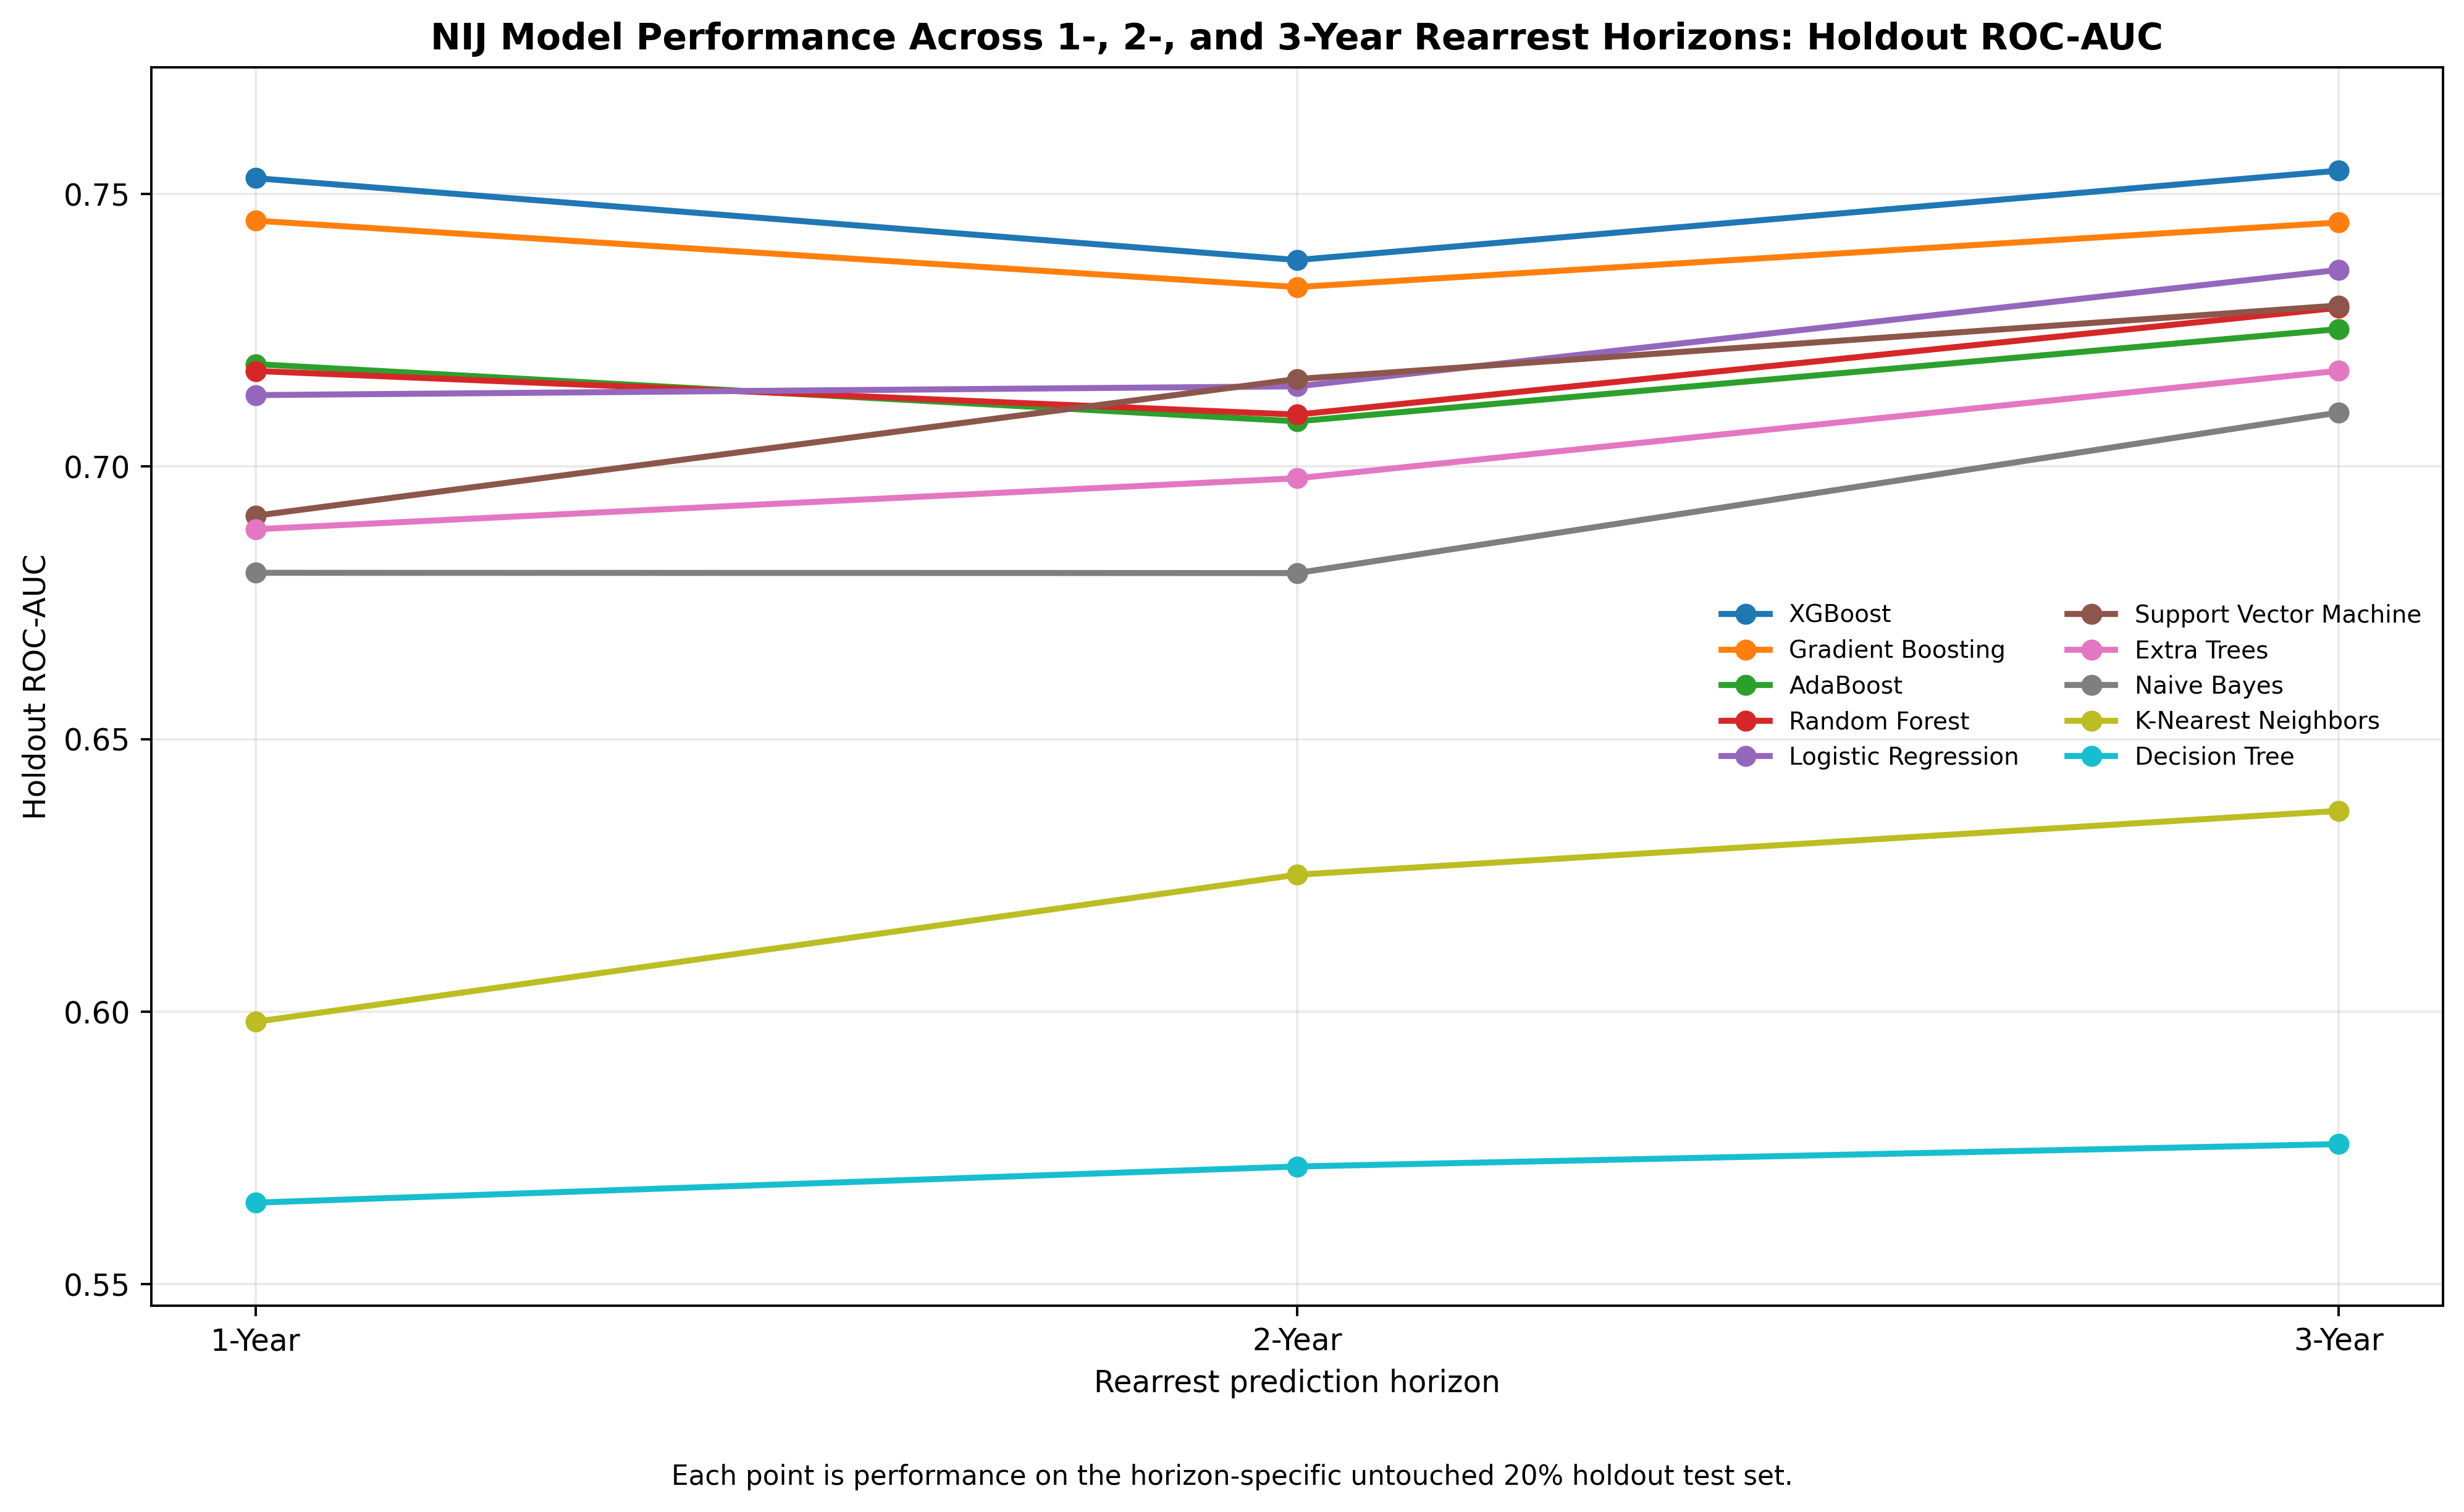 NIJ Model Performance Across 1-, 2-, and 3-Year Rearrest Horizons: Holdout ROC-AUC
Holdout ROC-AUC
0.75
0.70
0.65
0.60
0.55
XGBoost
Gradient Boosting
AdaBoost
Random Forest
Logistic Regression
Support Vector Machine
Extra Trees
Naive Bayes
K-Nearest Neighbors
Decision Tree
1-Year
2-Year
3-Year
Rearrest prediction horizon
Each point is performance on the horizon-specific untouched 20% holdout test set.